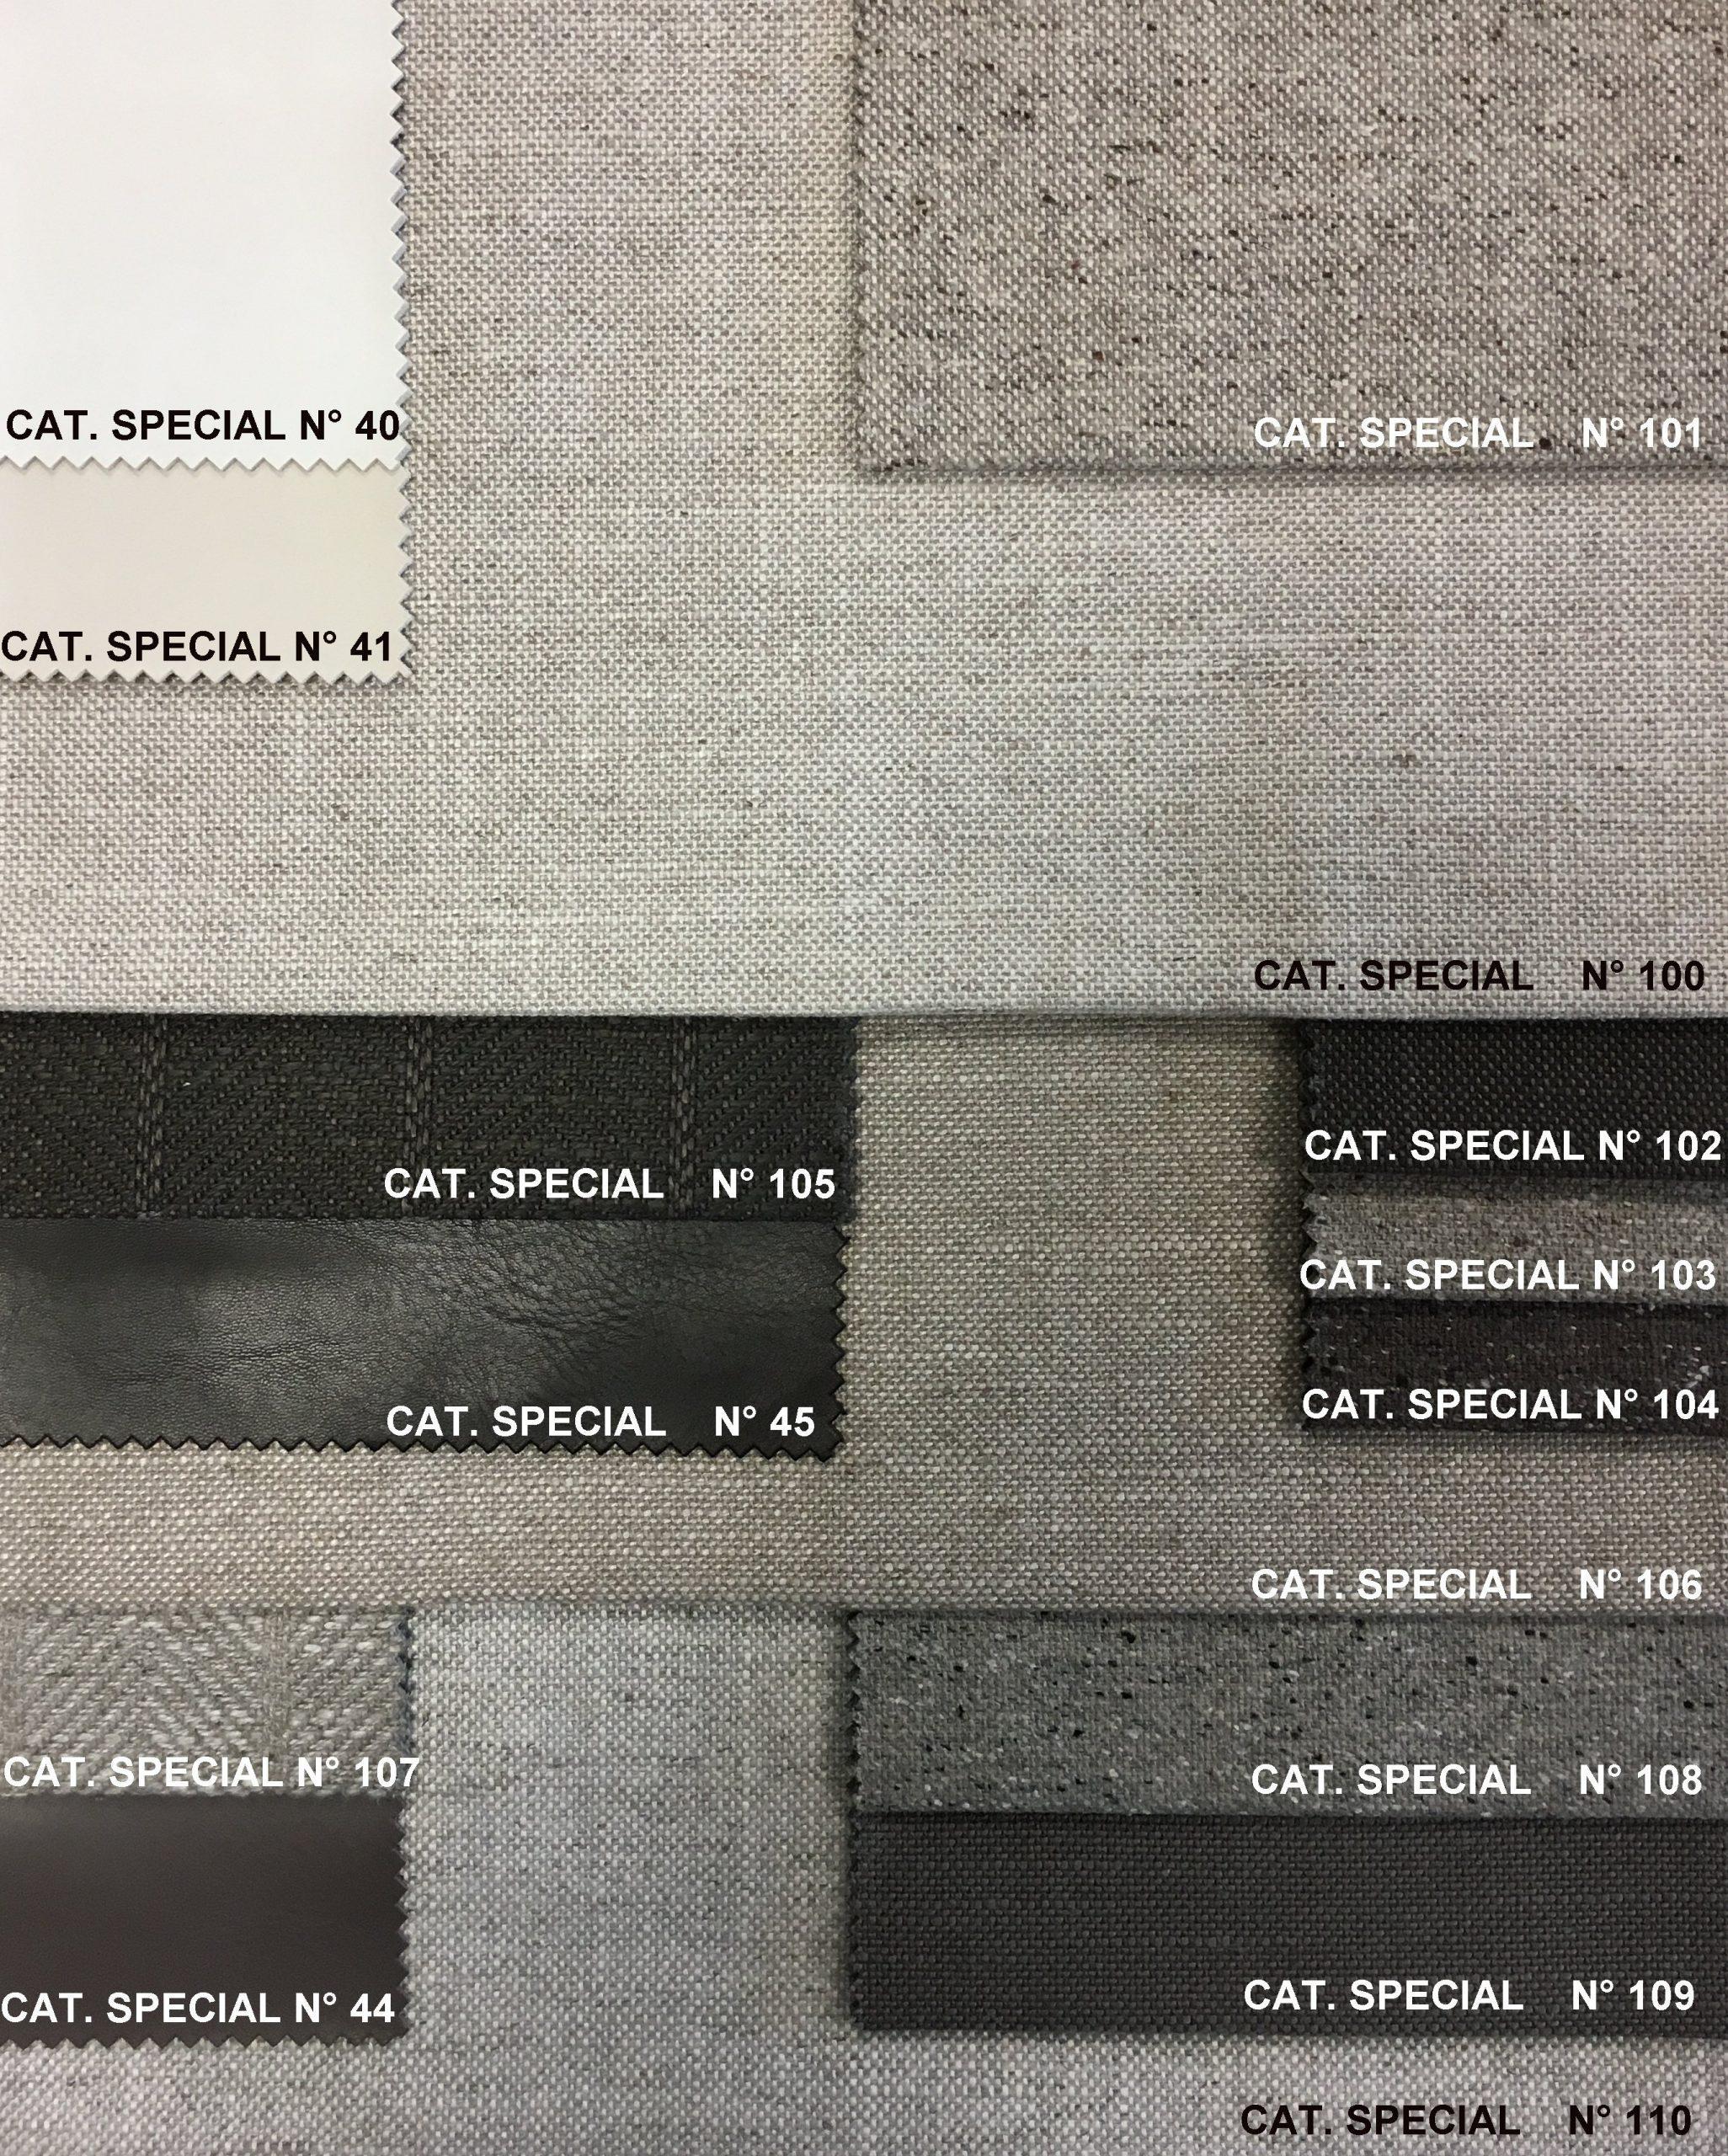 CAT. SPECIAL N° 40
CAT. SPECIAL N° 101
CAT. SPECIAL N° 41
CAT. SPECIAL N° 100
CAT. SPECIAL N° 102
CAT. SPECIAL N° 105
CAT. SPECIAL N° 103
CAT. SPECIAL N° 104
CAT. SPECIAL N° 45
CAT. SPECIAL N° 106
CAT. SPECIAL N° 107
CAT. SPECIAL N° 108
CAT. SPECIAL N° 109
CAT. SPECIAL N° 44
CAT. SPECIAL N° 110